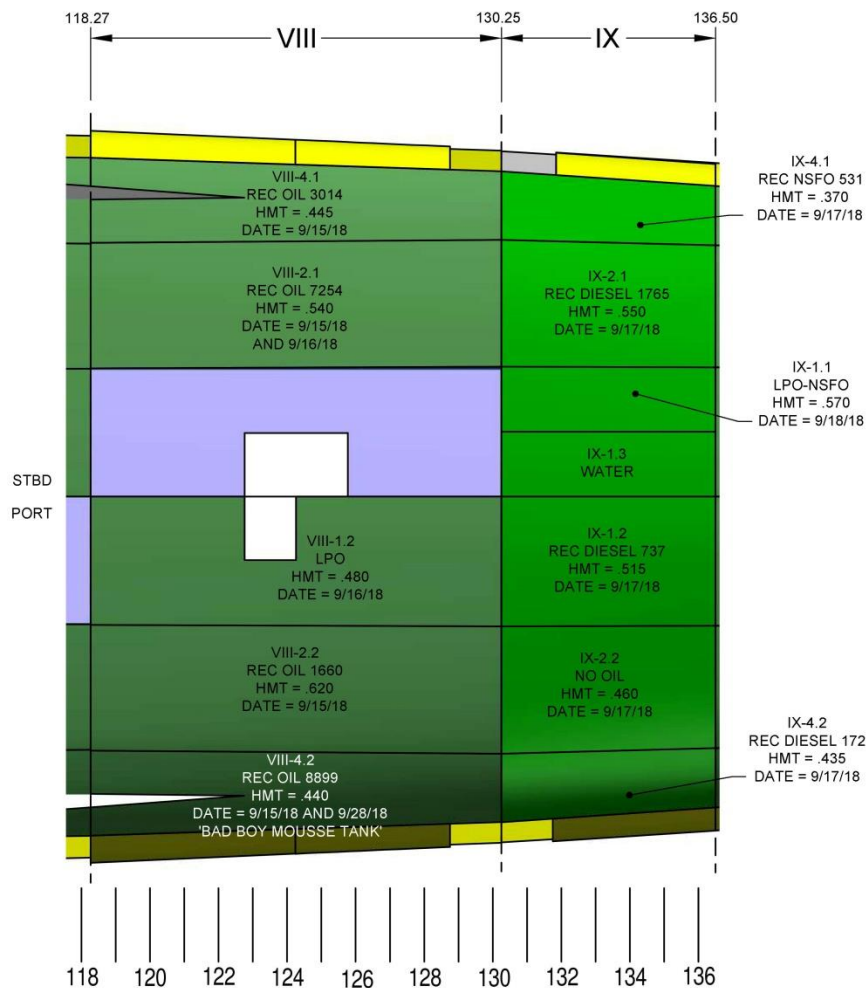 118.27
130.25
136.50
VIII
IX
VIII-4.1
REC OIL 3014
HMT = .445
DATE = 9/15/18
IX-4.1
REC NSFO 531
HMT = .370
DATE = 9/17/18
VIII-2.1
REC OIL 7254
HMT = .540
DATE = 9/15/18
AND 9/16/18
IX-2.1
REC DIESEL 1765
HMT = .550
DATE = 9/17/18
IX-1.1
LPO-NSFO
HMT = .570
DATE = 9/18/18
IX-1.3
WATER
STBD
PORT
VIII-1.2
LPO
HMT = .480
DATE = 9/16/18
IX-1.2
REC DIESEL 737
HMT = .515
DATE = 9/17/18
VIII-2.2
REC OIL 1660
HMT = .620
DATE = 9/15/18
IX-2.2
NO OIL
HMT = .460
DATE = 9/17/18
VIII-4.2
REC OIL 8899
HMT = .440
DATE = 9/15/18 AND 9/28/18
'BAD BOY MOUSSE TANK'
IX-4.2
REC DIESEL 172
HMT = .435
DATE = 9/17/18
118 120 122 124 126 128 130 132 134 136